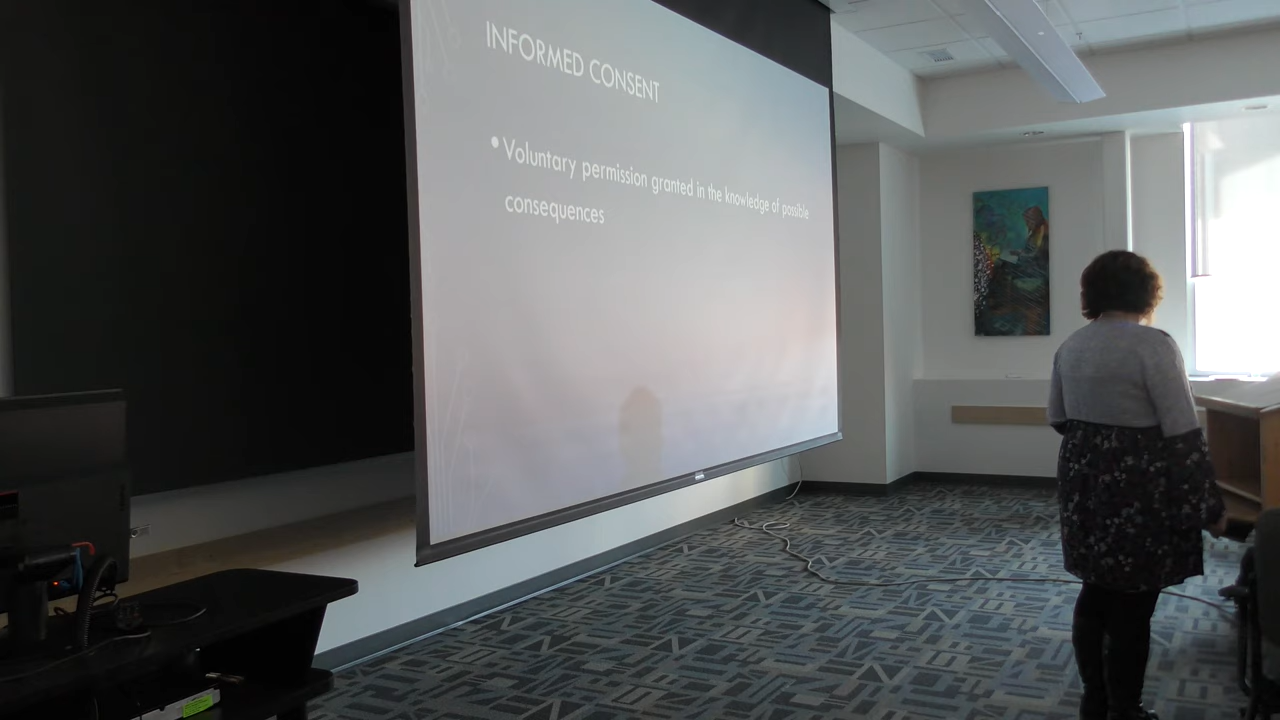 INFORMED CONSENT
• Voluntary permission granted in the knowledge of possible
consequences